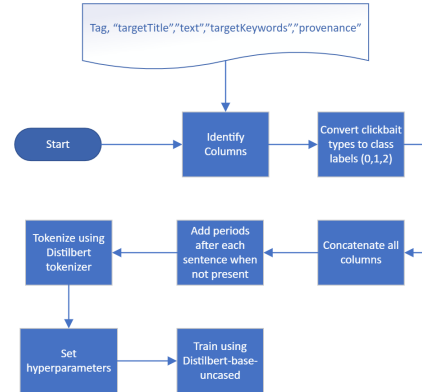 Tag, “targetTitle”,”text”,”targetKeywords”,”provenance”
Start
Identify
Columns
Convert clickbait
types to class
labels (0,1,2)
Tokenize using
Distilbert
tokenizer
Add periods
after each
sentence when
not present
Concatenate all
columns
Set
hyperparameters
Train using
Distilbert-base-
uncased